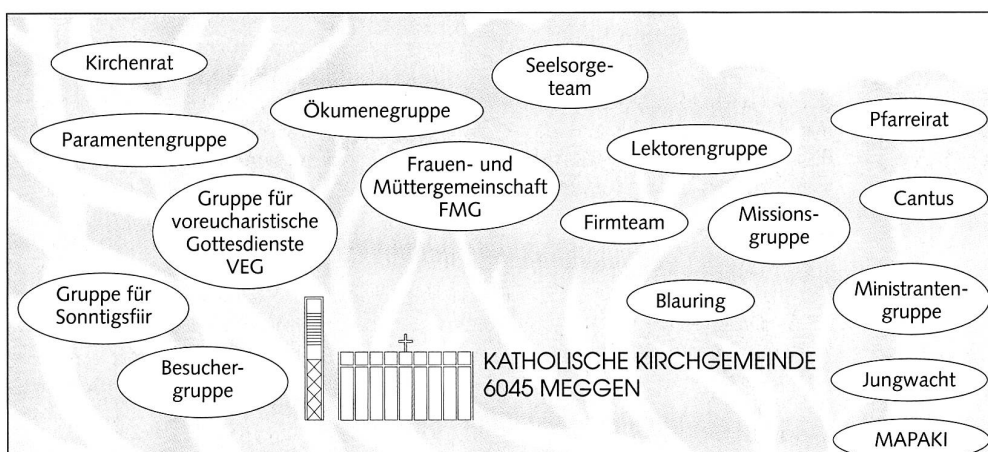 Kirchenrat
Seelsorge-
team
Ökumenegruppe
Pfarreirat
Paramentengruppe
Lektorengruppe
Frauen- und
Müttergemeinschaft
FMG
Gruppe für
voreucharistische
Gottesdienste
VEG
Cantus
Firmteam
Missions-
gruppe
Gruppe für
Sonntigsfiir
Blauring
Ministranten-
gruppe
Besucher-
gruppe
KATHOLISCHE KIRCHGEMEINDE
6045 MEGGEN
Jungwacht
MAPAKI